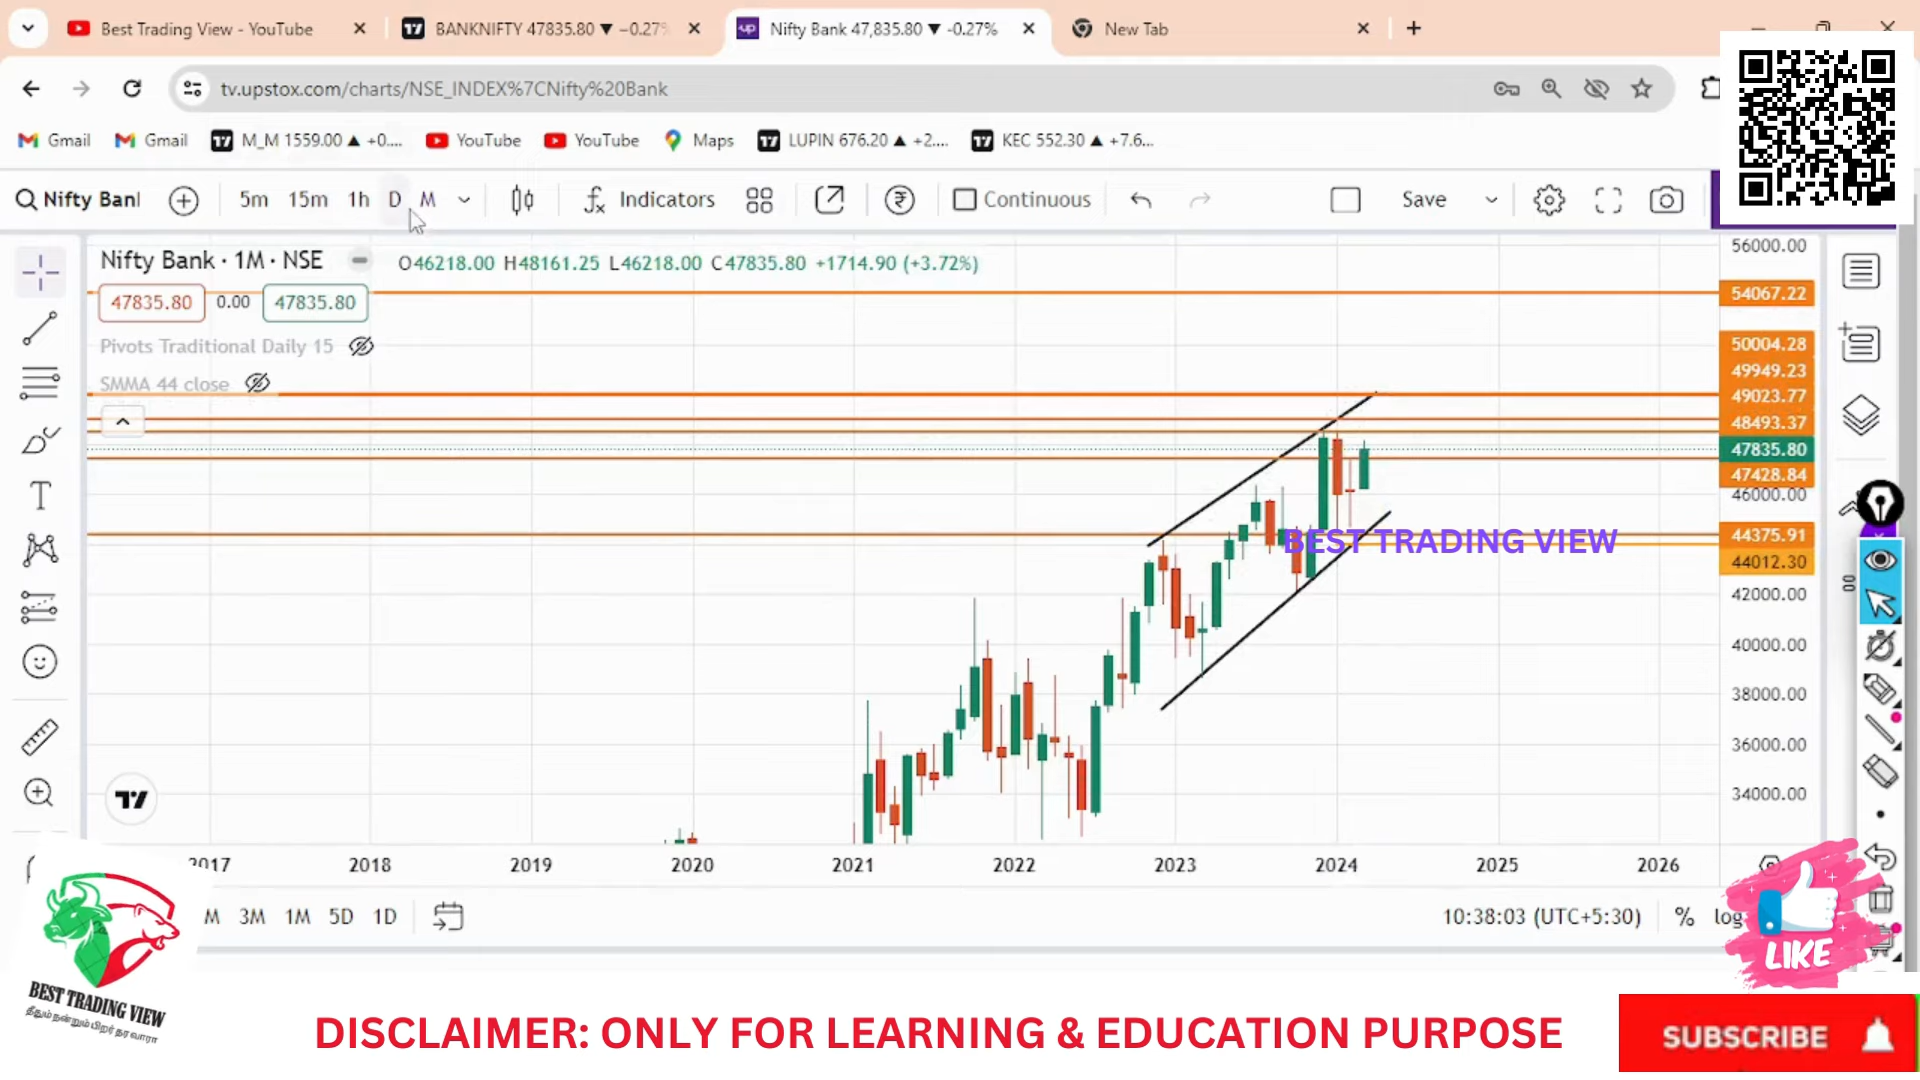 Best Trading View - YouTube
BANKNIFTY 47835.80 ▼ −0.27%
Nifty Bank 47,835.80 ▼ -0.27%
New Tab
tv.upstox.com/charts/NSE_INDEX%7CNifty%20Bank
Gmail
Gmail
M_M 1559.00 ▲ +0....
YouTube
YouTube
Maps
LUPIN 676.20 ▲ +2....
KEC 552.30 ▲ +7.6...
Nifty Banl
5m 15m 1h D M
Indicators
Continuous
Save
Nifty Bank · 1M · NSE
O46218.00 H48161.25 L46218.00 C47835.80 +1714.90 (+3.72%)
47835.80 0.00 47835.80
Pivots Traditional Daily 15
SMMA 44 close
56000.00
54067.22
50004.28
49949.23
49023.77
48493.37
47835.80
47428.84
46000.00
44375.91
44012.30
42000.00
40000.00
38000.00
36000.00
34000.00
BEST TRADING VIEW
2017 2018 2019 2020 2021 2022 2023 2024 2025 2026
M 3M 1M 5D 1D
10:38:03 (UTC+5:30) % log
LIKE
BEST TRADING VIEW
தீதும் நன்றும் பிறர் தர வாரா
DISCLAIMER: ONLY FOR LEARNING & EDUCATION PURPOSE
SUBSCRIBE